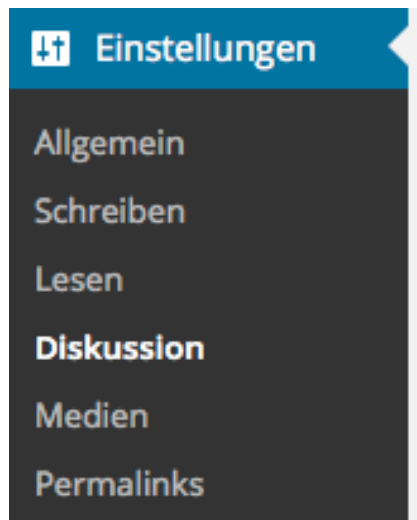 Einstellungen
Allgemein
Schreiben
Lesen
Diskussion
Medien
Permalinks